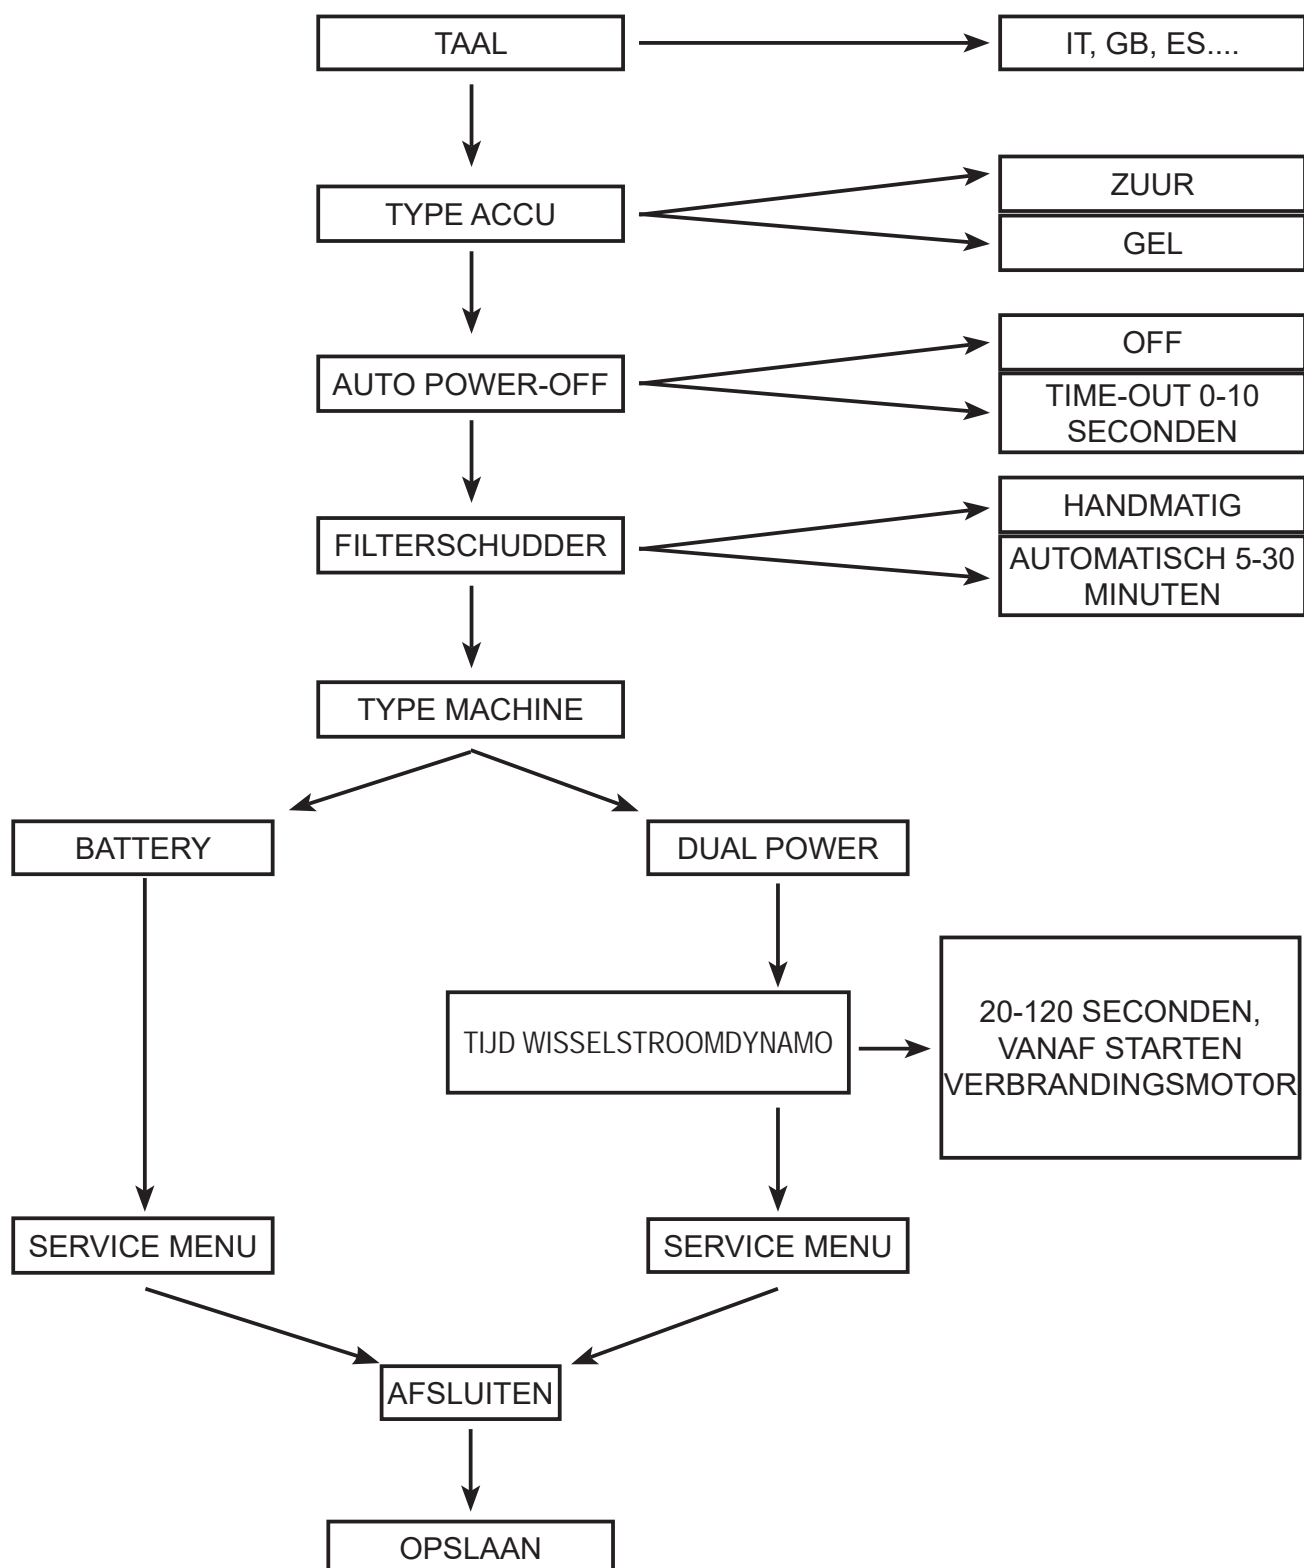 TAAL
IT, GB, ES....
TYPE ACCU
ZUUR
GEL
AUTO POWER-OFF
OFF
TIME-OUT 0-10
SECONDEN
FILTERSCHUDDER
HANDMATIG
AUTOMATISCH 5-30
MINUTEN
TYPE MACHINE
BATTERY
DUAL POWER
TIJD WISSELSTROOMDYNAMO
20-120 SECONDEN,
VANAF STARTEN
VERBRANDINGSMOTOR
SERVICE MENU
SERVICE MENU
AFSLUITEN
OPSLAAN